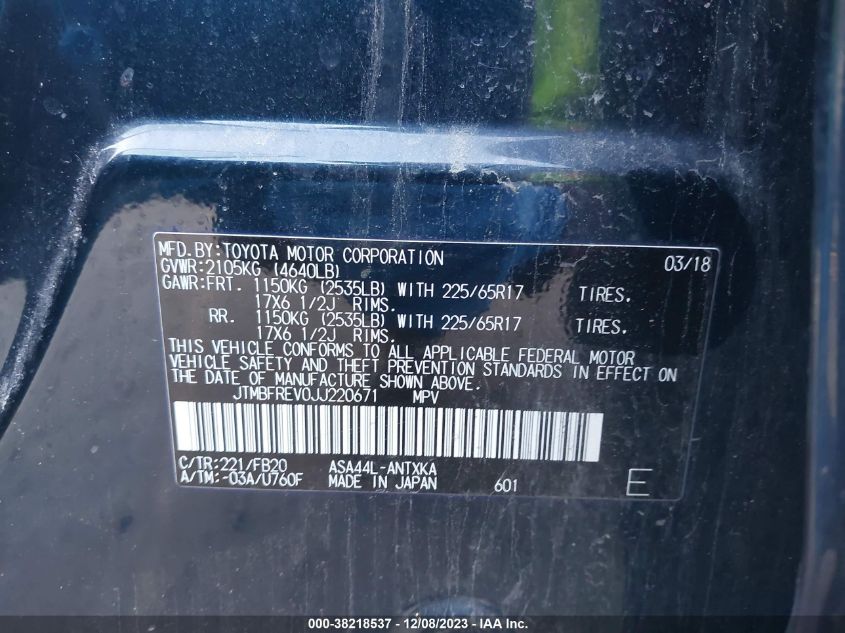 MFD.BY:TOYOTA MOTOR CORPORATION 03/18
GVWR:2105KG (4640LB)
GAWR:FRT. 1150KG (2535LB) WITH 225/65R17 TIRES.
17X6 1/2J RIMS.
RR. 1150KG (2535LB) WITH 225/65R17 TIRES.
17X6 1/2J RIMS.
THIS VEHICLE CONFORMS TO ALL APPLICABLE FEDERAL MOTOR
VEHICLE SAFETY AND THEFT PREVENTION STANDARDS IN EFFECT ON
THE DATE OF MANUFACTURE SHOWN ABOVE.
JTMBFREV0JJ220671 MPV
C/TR:221/FB20 ASA44L-ANTXKA
A/TM:-03A/U760F MADE IN JAPAN 601 E
000-38218537 - 12/08/2023 - IAA Inc.